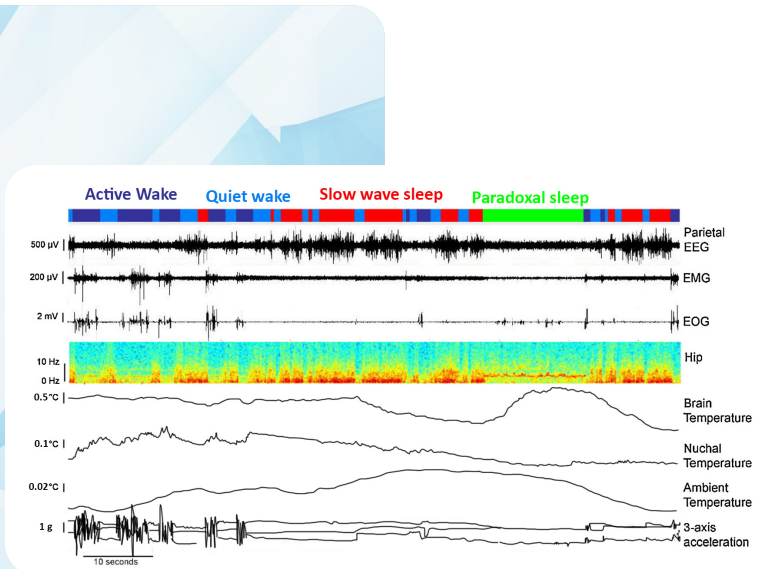 Active Wake
Quiet wake
Slow wave sleep
Paradoxal sleep
500 µV
Parietal
EEG
200 µV
EMG
2 mV
EOG
Hip
10 Hz
0 Hz
0.5°C
Brain
Temperature
0.1°C
Nuchal
Temperature
0.02°C
Ambient
Temperature
1 g
3-axis
acceleration
10 seconds